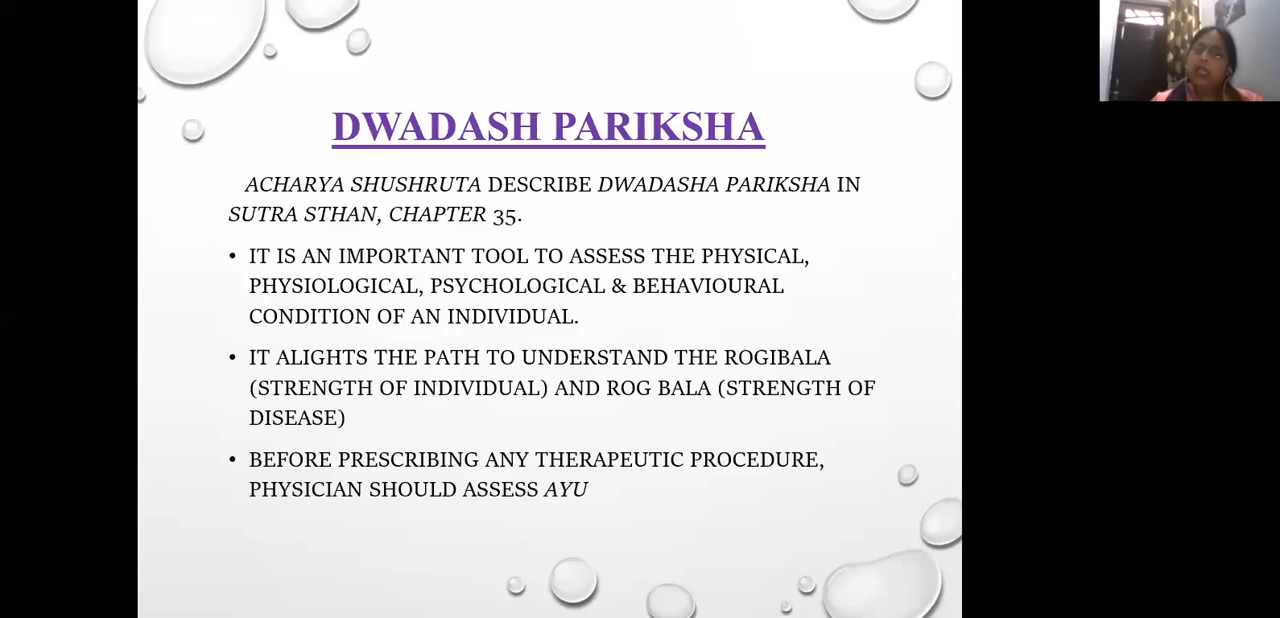 DWADASH PARIKSHA
ACHARYA SHUSHRUTA DESCRIBE DWADASHA PARIKSHA IN
SUTRA STHAN, CHAPTER 35.
• IT IS AN IMPORTANT TOOL TO ASSESS THE PHYSICAL,
PHYSIOLOGICAL, PSYCHOLOGICAL & BEHAVIOURAL
CONDITION OF AN INDIVIDUAL.
• IT ALIGHTS THE PATH TO UNDERSTAND THE ROGIBALA
(STRENGTH OF INDIVIDUAL) AND ROG BALA (STRENGTH OF
DISEASE)
• BEFORE PRESCRIBING ANY THERAPEUTIC PROCEDURE,
PHYSICIAN SHOULD ASSESS AYU